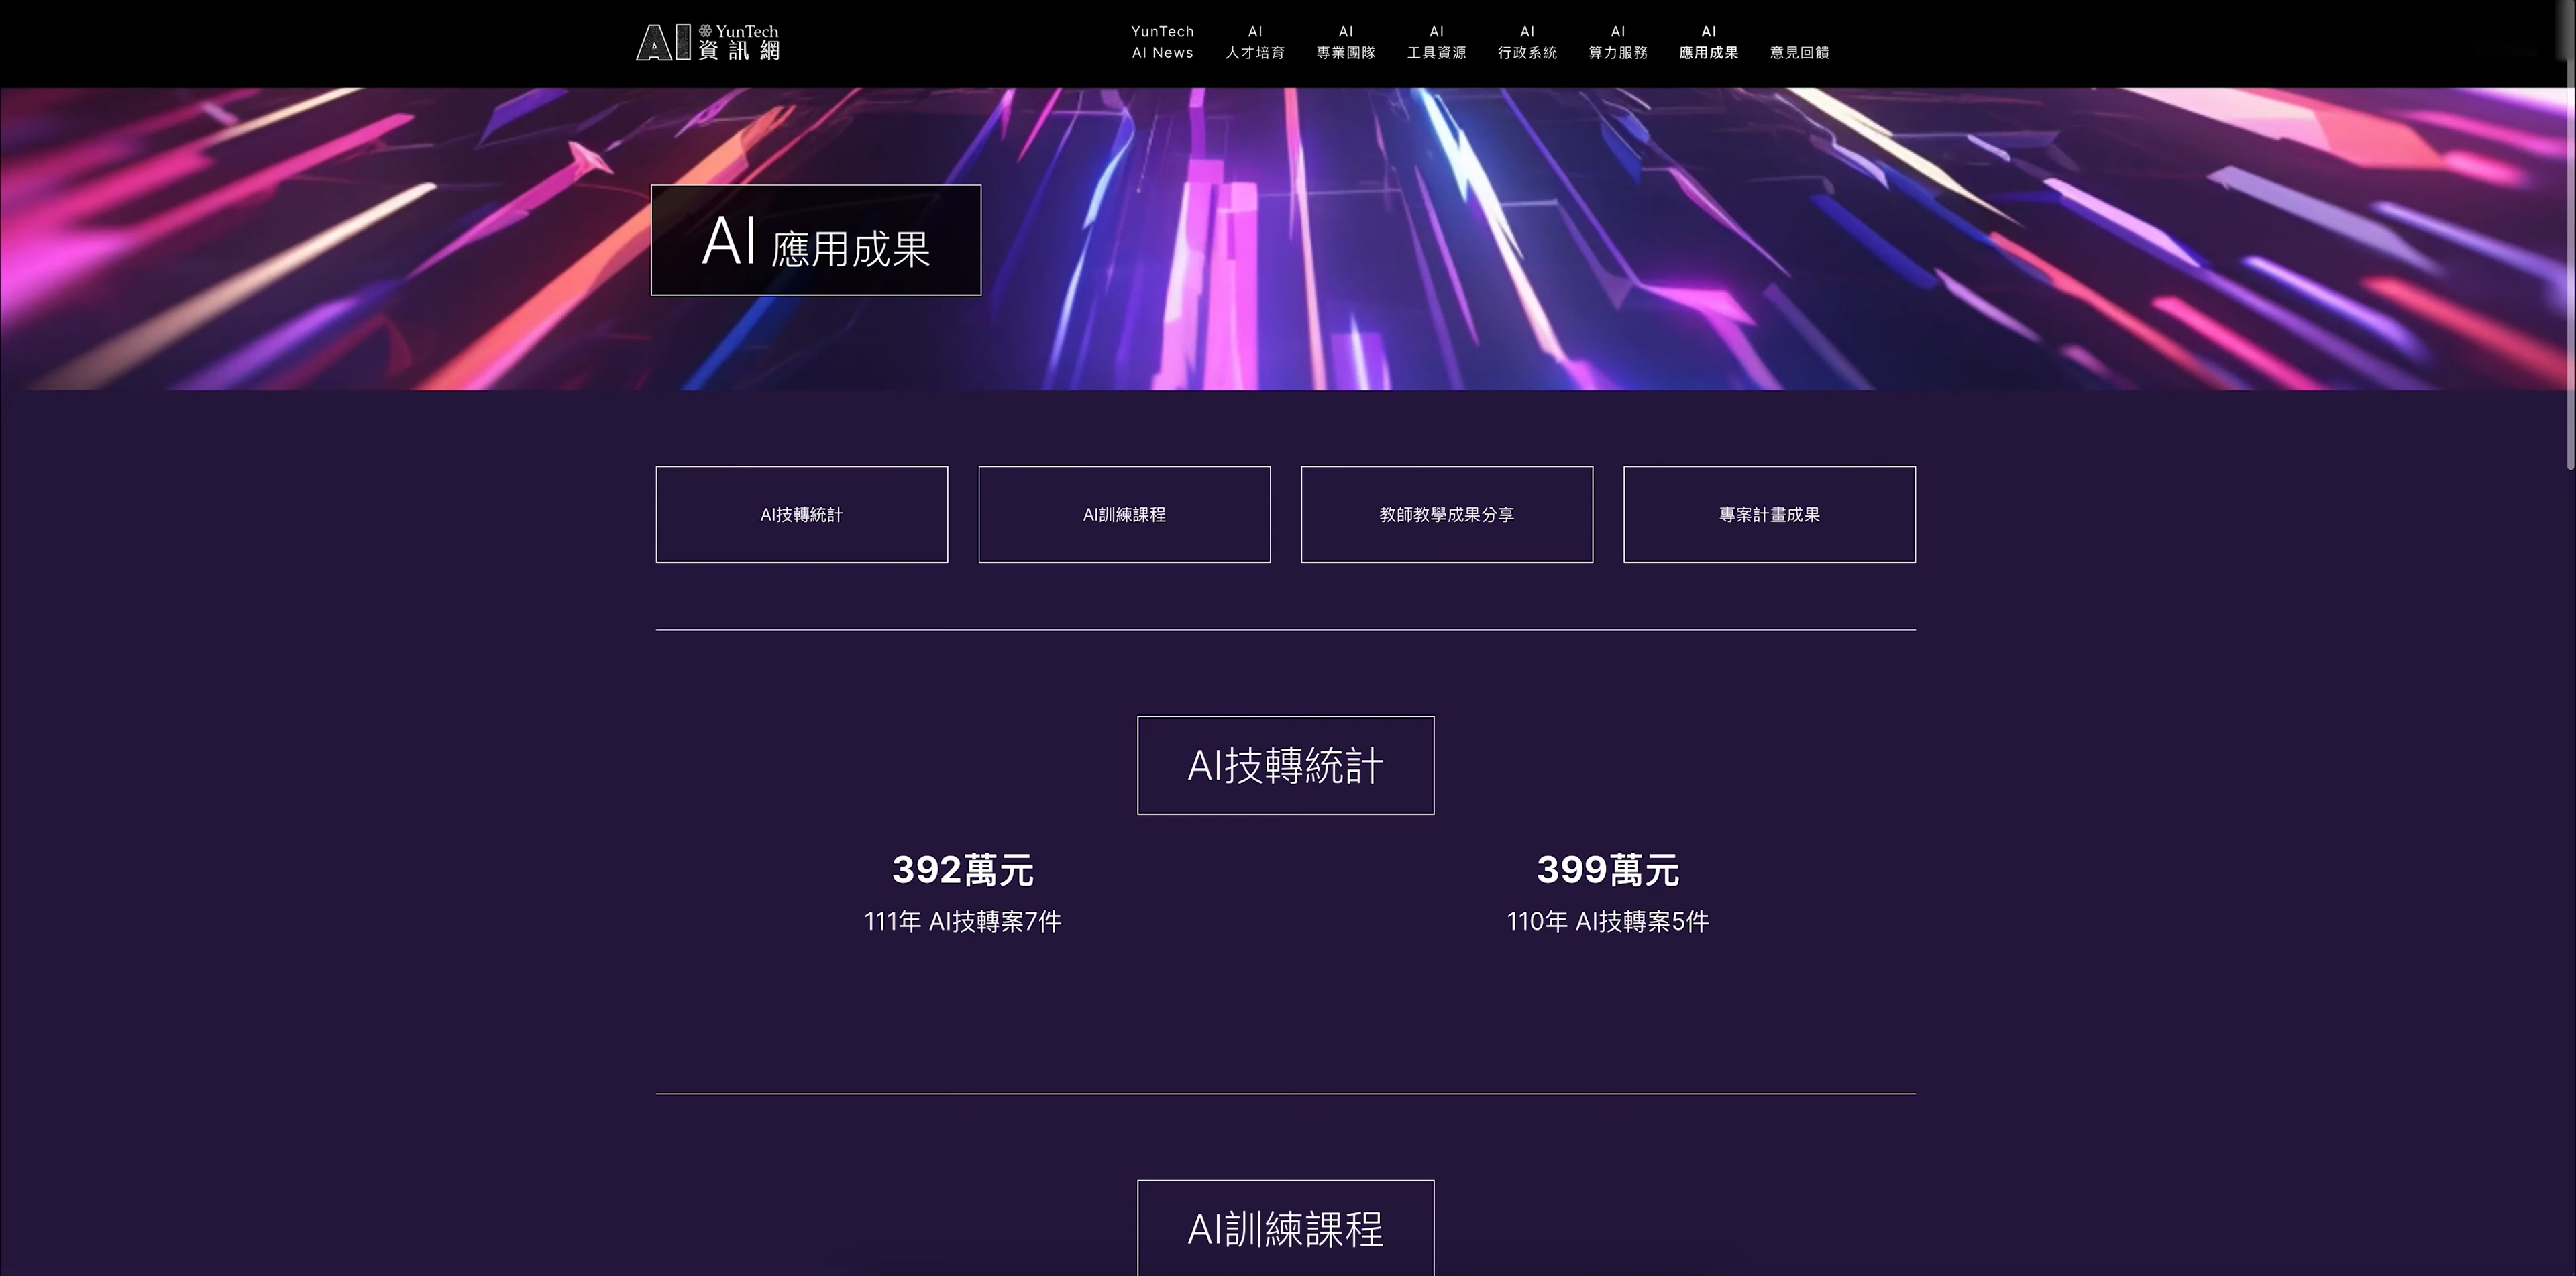 AI YunTech
資訊網
YunTech
AI News
AI
人才培育
AI
專業團隊
AI
工具資源
AI
行政系統
AI
算力服務
AI
應用成果
意見回饋
AI 應用成果
AI技轉統計
AI訓練課程
教師教學成果分享
專案計畫成果
AI技轉統計
392萬元
111年 AI技轉案7件
399萬元
110年 AI技轉案5件
AI訓練課程